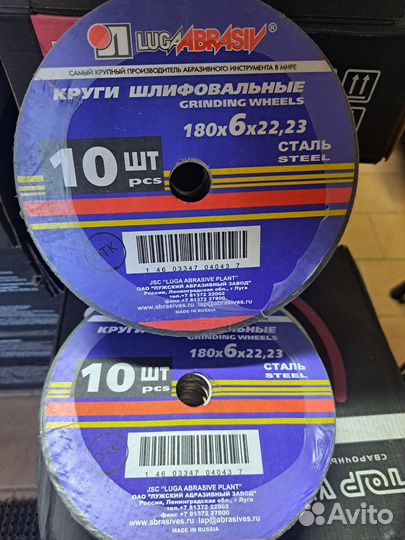 LUGAABRASIV®
САМЫЙ КРУПНЫЙ ПРОИЗВОДИТЕЛЬ АБРАЗИВНОГО ИНСТРУМЕНТА В МИРЕ
КРУГИ ШЛИФОВАЛЬНЫЕ
GRINDING WHEELS
180x6x22,23
СТАЛЬ
STEEL
10 ШТ
pcs
ОТК
1 46 03347 04043 7
JSC "LUGA ABRASIVE PLANT"
ОАО "ЛУЖСКИЙ АБРАЗИВНЫЙ ЗАВОД"
Россия, Ленинградская обл., г Луга
тел.+7 81372 22002
факс +7 81372 27800
www.abrasives.ru lap@abrasives.ru
MADE IN RUSSIA
КРУГИ ШЛИФОВАЛЬНЫЕ
GRINDING WHEELS
180x6x22,23
СТАЛЬ
STEEL
10 ШТ
pcs
ОТК
1 46 03347 04043 7
JSC "LUGA ABRASIVE PLANT"
ОАО "ЛУЖСКИЙ АБРАЗИВНЫЙ ЗАВОД"
Россия, Ленинградская обл., г Луга
тел.+7 81372 22002
факс +7 81372 27800
www.abrasives.ru lap@abrasives.ru
MADE IN RUSSIA
СВАРОЧНЫ
Avito